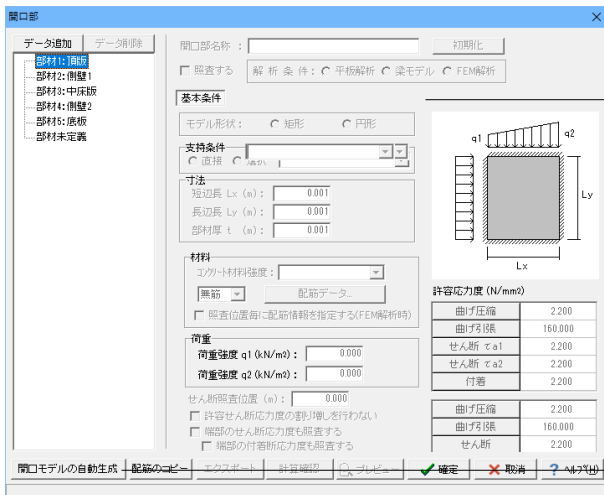 開口部
データ追加 データ削除
部材1:頂版
部材2:側壁1
部材3:中床版
部材4:側壁2
部材5:底板
部材未定義
開口部名称 : 初期化
照査する 解 析 条 件 : 平板解析 梁モデル FEM解析
基本条件
モデル形状 : 矩形 円形
支持条件
直接 選択
寸法
短辺長 Lx (m) : 0.001
長辺長 Ly (m) : 0.001
部材厚 t (m) : 0.001
材料
コンクリート材料強度 :
無筋 配筋データ...
照査位置毎に配筋情報を指定する(FEM解析時)
荷重
荷重強度 q1 (kN/m2) : 0.000
荷重強度 q2 (kN/m2) : 0.000
せん断照査位置 (m) : 0.000
許容せん断応力度の割り増しを行わない
端部のせん断応力度も照査する
端部の付着断応力度も照査する
q1 q2
Ly
Lx
許容応力度 (N/mm2)
曲げ圧縮 2.200
曲げ引張 160.000
せん断 τa1 2.200
せん断 τa2 2.200
付着 2.200
曲げ圧縮 2.200
曲げ引張 160.000
せん断 2.200
開口モデルの自動生成 配筋のコピー エクスポート 計算確認 プレビュー 確定 取消 ? ヘルプ(H)